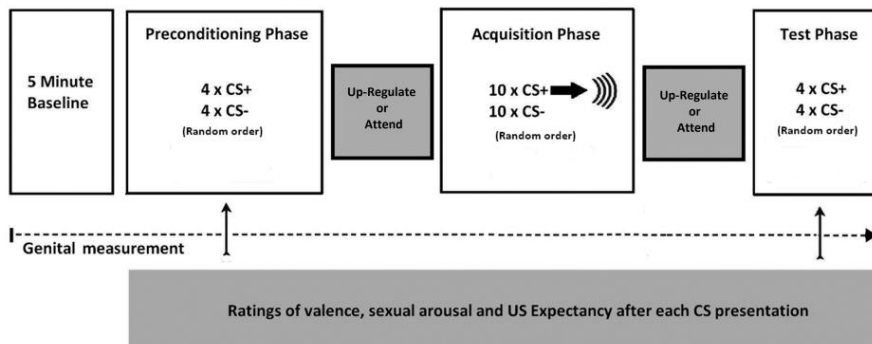 5 Minute
Baseline
Preconditioning Phase
4 x CS+
4 x CS-
(Random order)
Up-Regulate
or
Attend
Acquisition Phase
10 x CS+
10 x CS-
(Random order)
Up-Regulate
or
Attend
Test Phase
4 x CS+
4 x CS-
(Random order)
Genital measurement
Ratings of valence, sexual arousal and US Expectancy after each CS presentation